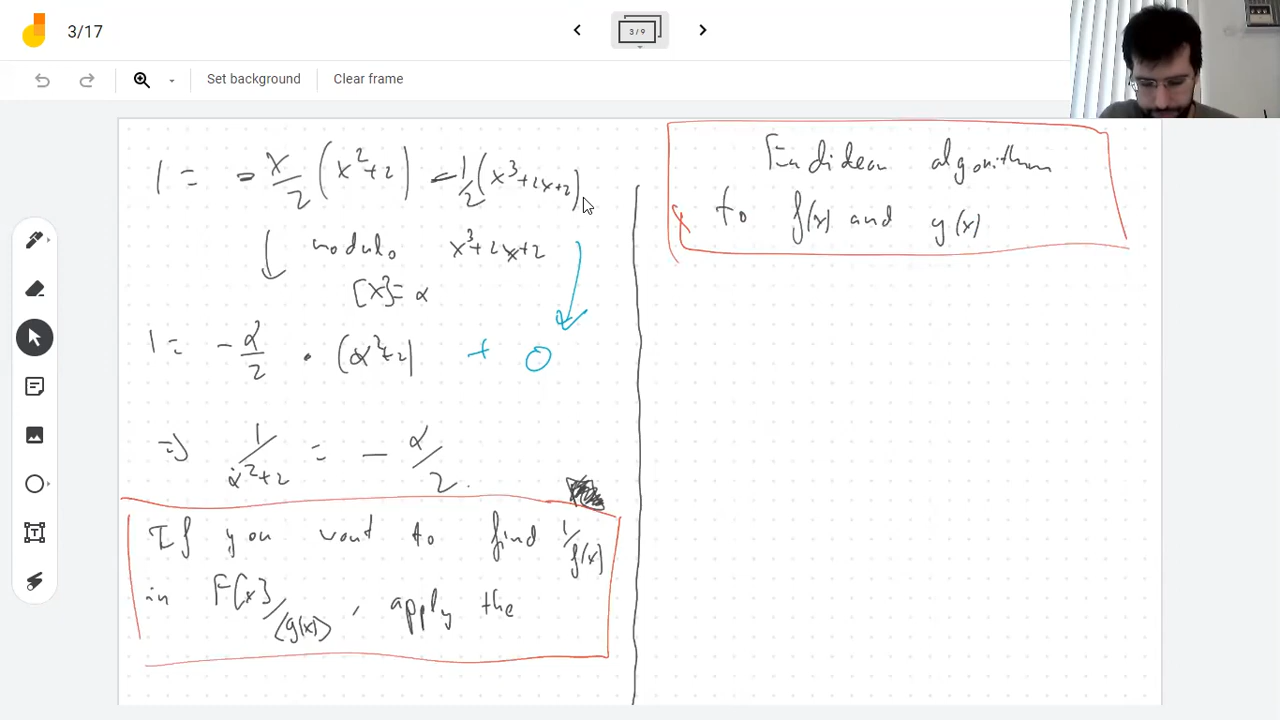 3/17
3 / 9
Set background
Clear frame
1 = - x/2 (x²+2) - 1/2 (x³+2x+2)
↓ modulo x³+2x+2
[x] = α
1 = - α/2 · (α²+2) + 0
=> 1/α²+2 = - α/2.
If you want to find 1/f(x)
in F[x]/<g(x)>, apply the
Euclidean algorithm
to f(x) and g(x)